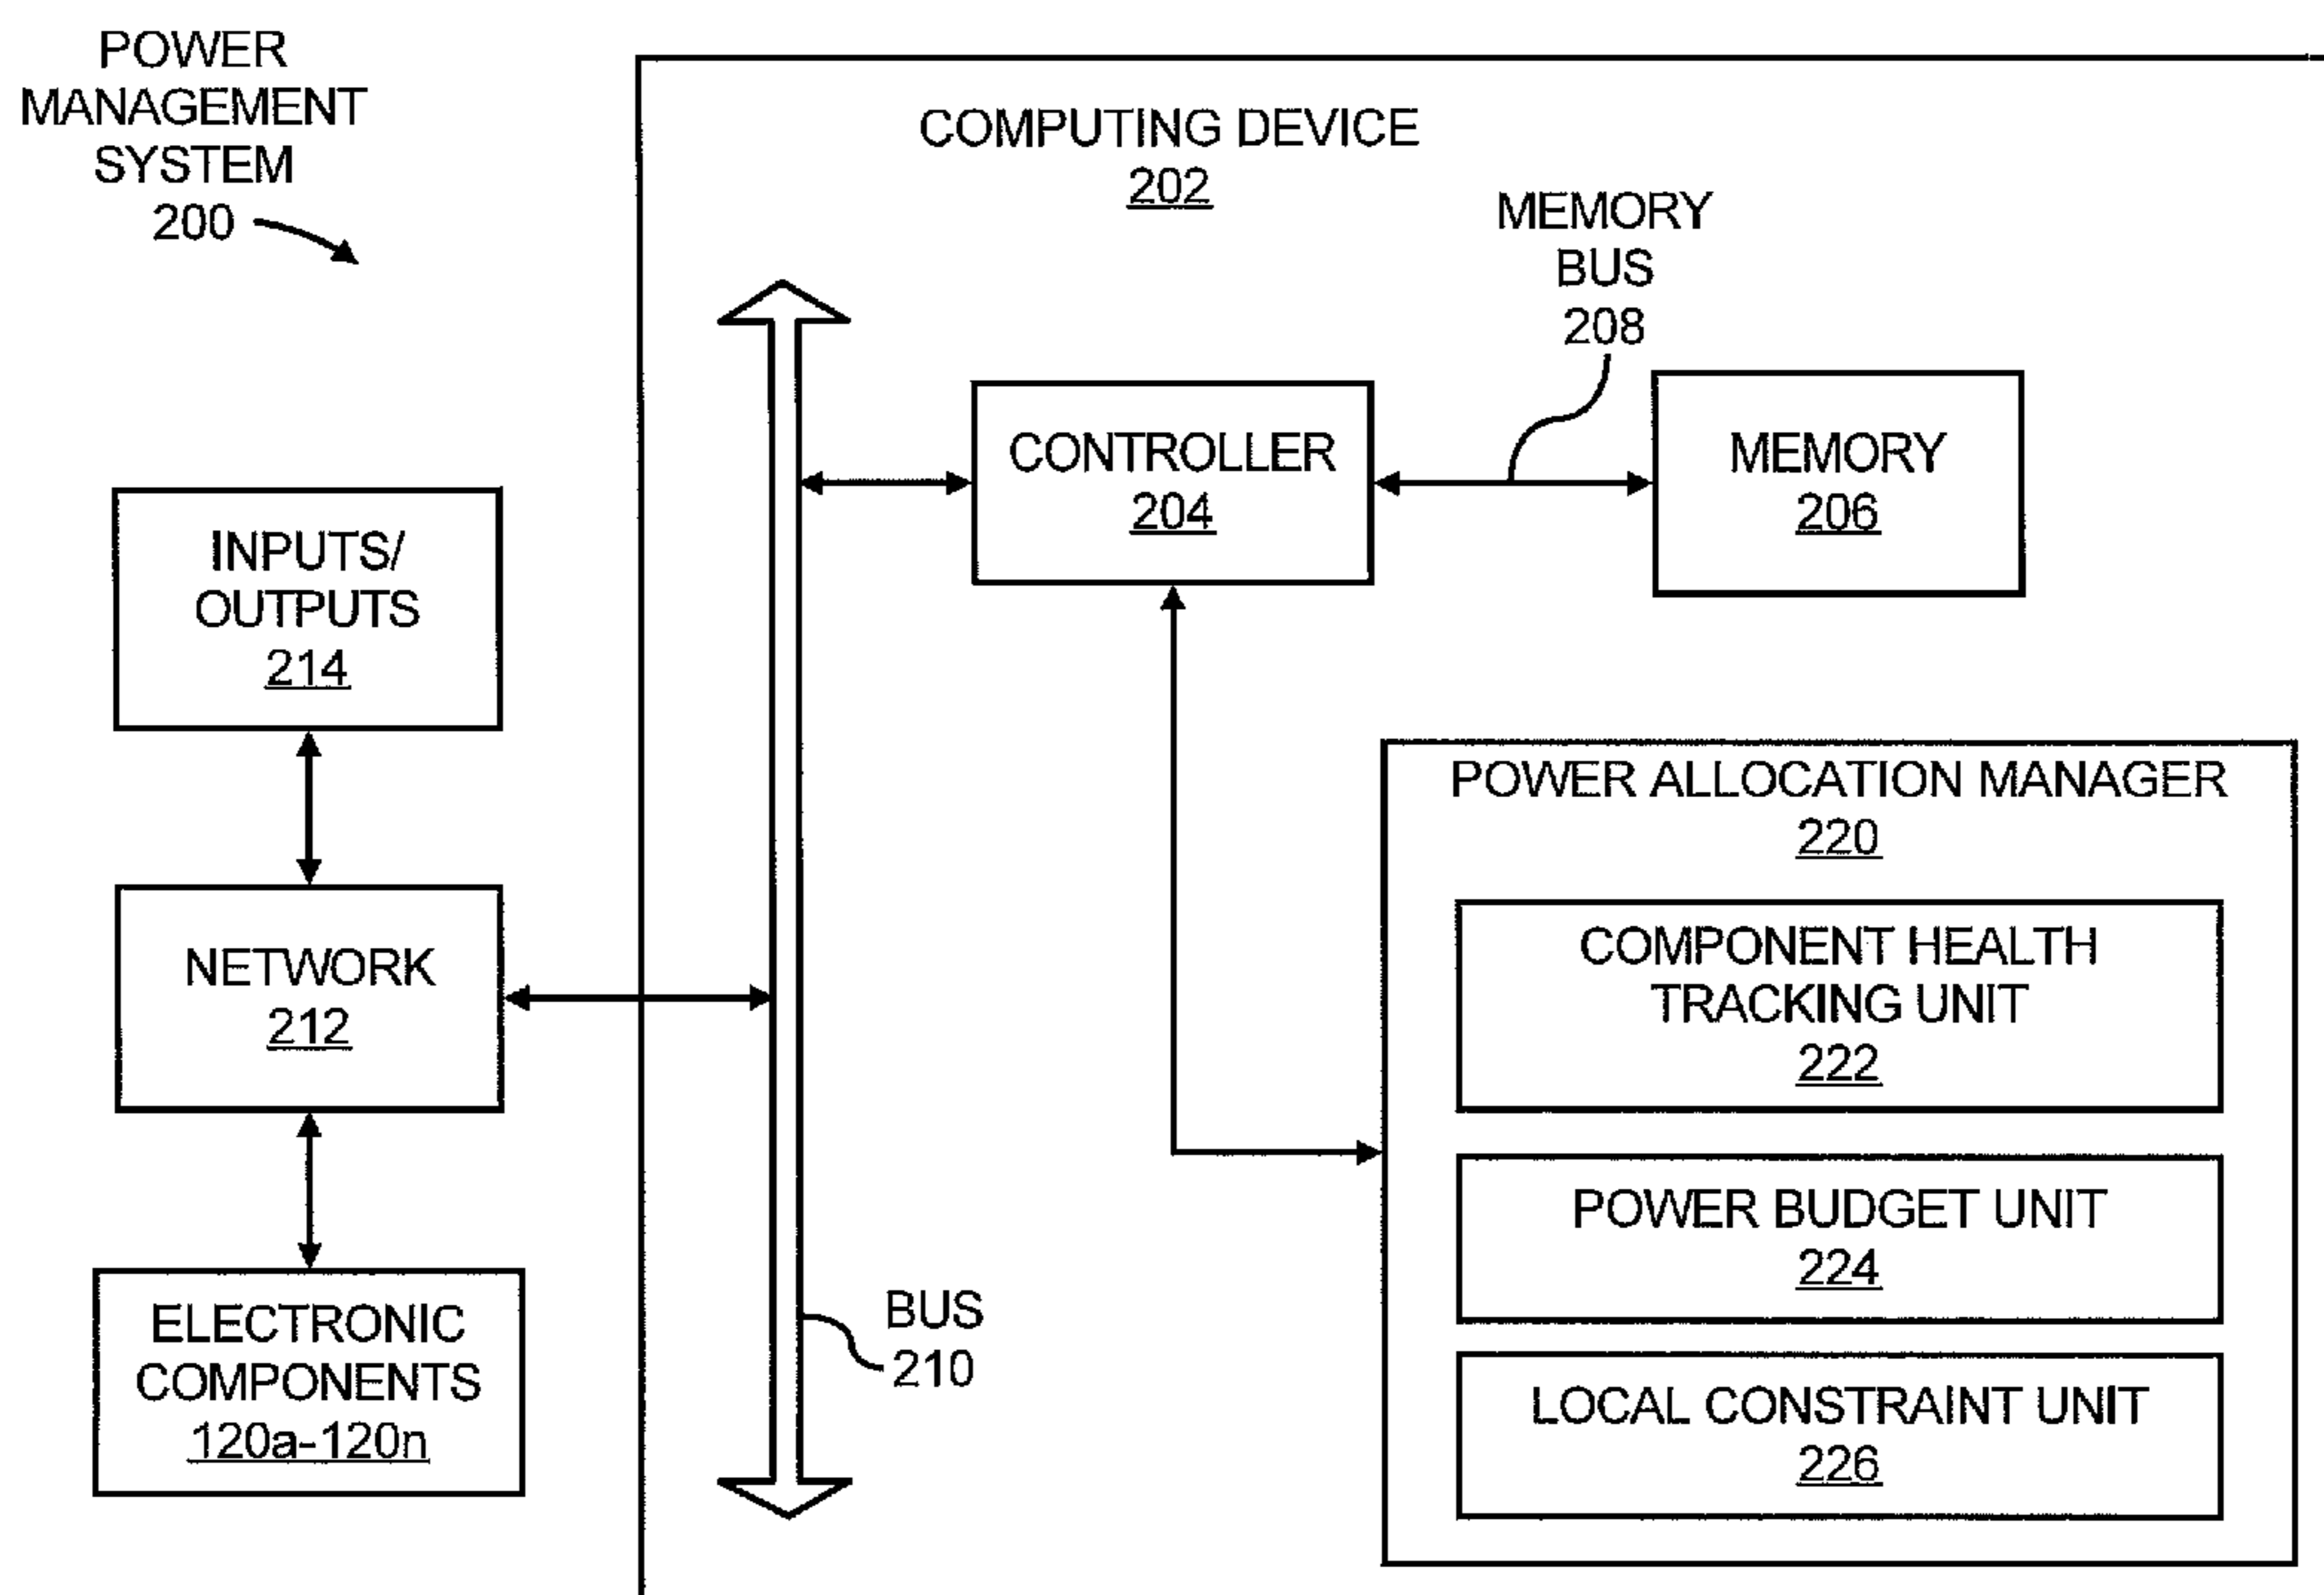 POWER
MANAGEMENT
SYSTEM
200
COMPUTING DEVICE
202
MEMORY
BUS
208
CONTROLLER
204
MEMORY
206
INPUTS/
OUTPUTS
214
POWER ALLOCATION MANAGER
220
COMPONENT HEALTH
TRACKING UNIT
222
NETWORK
212
POWER BUDGET UNIT
224
ELECTRONIC
COMPONENTS
120a-120n
BUS
210
LOCAL CONSTRAINT UNIT
226